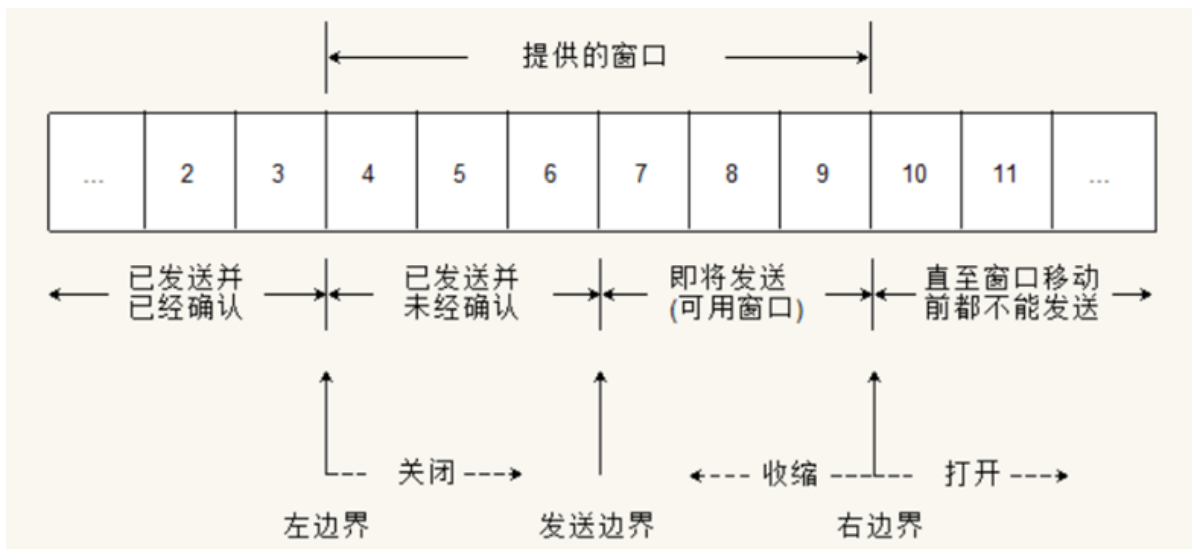 提供的窗口
... 2 3 4 5 6 7 8 9 10 11 ...
已发送并
已经确认
已发送并
未经确认
即将发送
(可用窗口)
直至窗口移动
前都不能发送
关闭
收缩
打开
左边界
发送边界
右边界